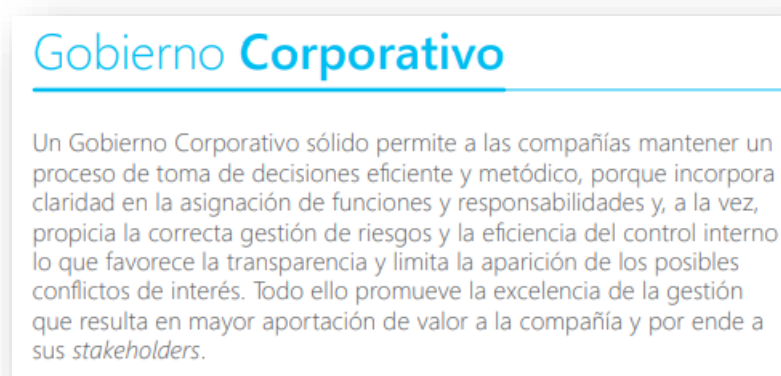 Gobierno Corporativo
Un Gobierno Corporativo sólido permite a las compañías mantener un
proceso de toma de decisiones eficiente y metódico, porque incorpora
claridad en la asignación de funciones y responsabilidades y, a la vez,
propicia la correcta gestión de riesgos y la eficiencia del control interno
lo que favorece la transparencia y limita la aparición de los posibles
conflictos de interés. Todo ello promueve la excelencia de la gestión
que resulta en mayor aportación de valor a la compañía y por ende a
sus stakeholders.